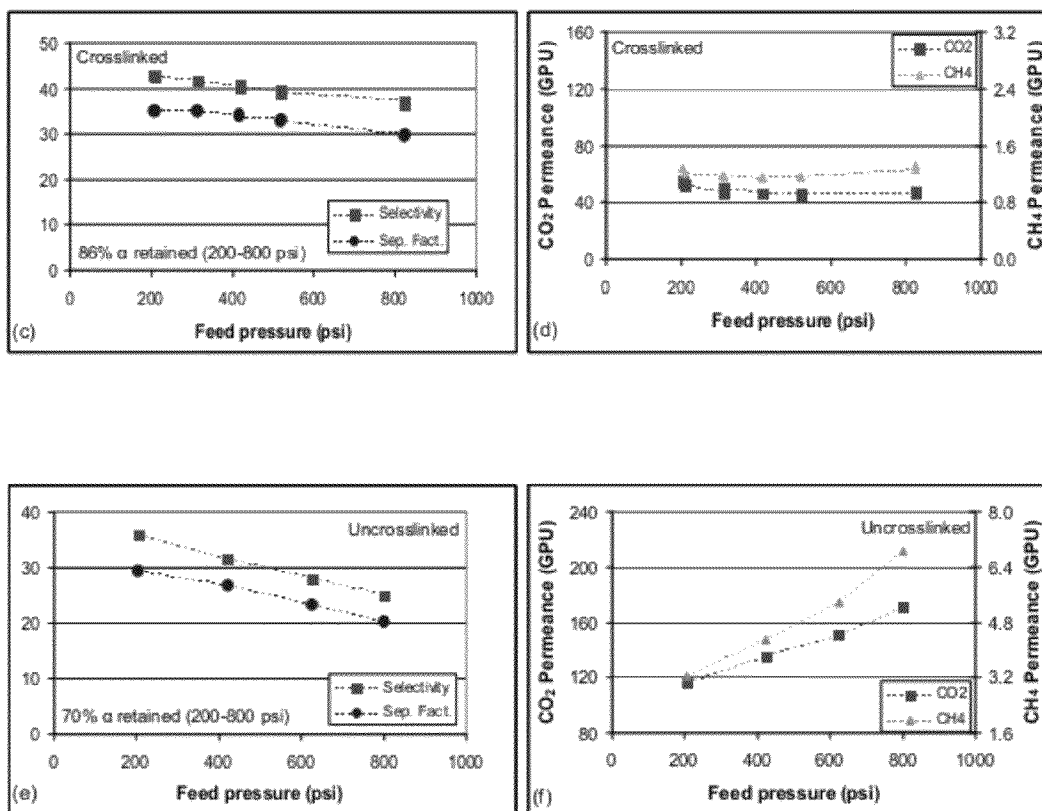 Crosslinked
50
40
30
20
10
0
Selectivity
Sep. Fact.
86% α retained (200-800 psi)
0 200 400 600 800 1000
Feed pressure (psi)
(c)
Crosslinked
CO2
CH4
160
120
80
40
0
3.2
2.4
1.6
0.8
0.0
CO₂ Permeance (GPU)
CH₄ Permeance (GPU)
0 200 400 600 800 1000
Feed pressure (psi)
(d)
Uncrosslinked
40
30
20
10
0
Selectivity
Sep. Fact.
70% α retained (200-800 psi)
0 200 400 600 800 1000
Feed pressure (psi)
(e)
Uncrosslinked
240
200
160
120
80
8.0
6.4
4.8
3.2
1.6
CO₂ Permeance (GPU)
CH₄ Permeance (GPU)
CO2
CH4
0 200 400 600 800 1000
Feed pressure (psi)
(f)